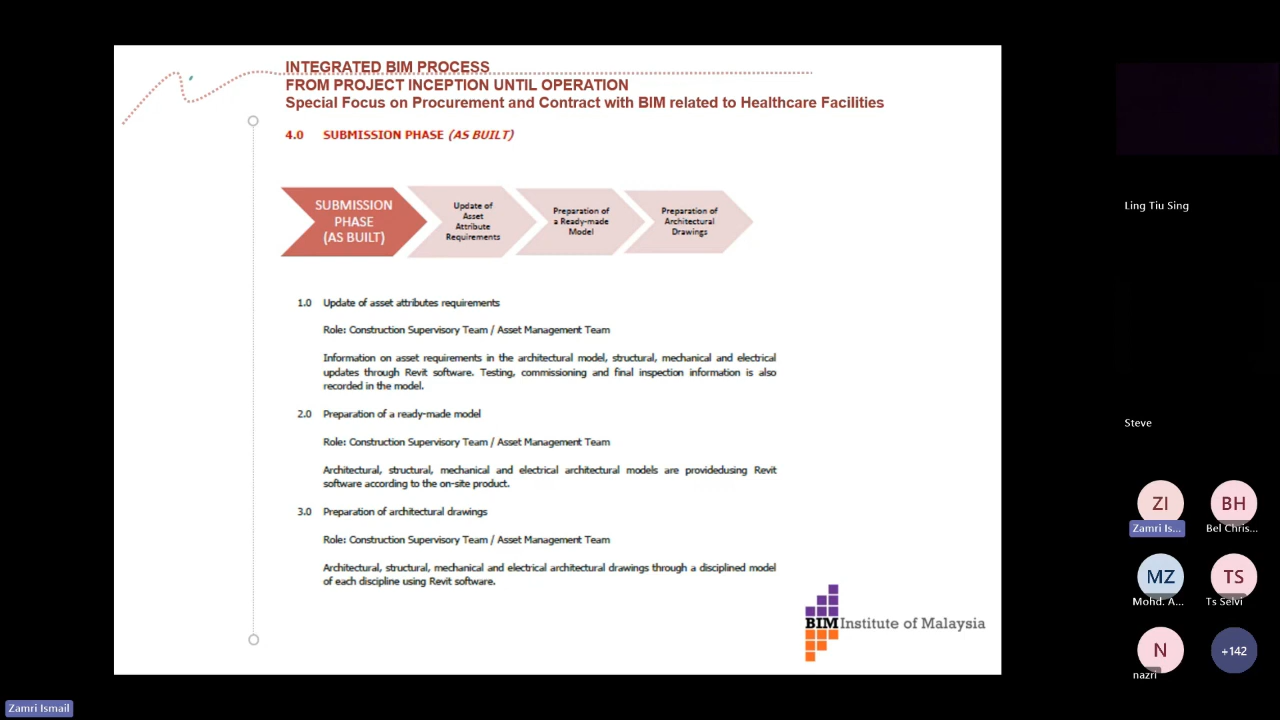 INTEGRATED BIM PROCESS
FROM PROJECT INCEPTION UNTIL OPERATION
Special Focus on Procurement and Contract with BIM related to Healthcare Facilities
4.0 SUBMISSION PHASE (AS BUILT)
SUBMISSION
PHASE
(AS BUILT)
Update of
Asset
Attribute
Requirements
Preparation of
a Ready-made
Model
Preparation of
Architectural
Drawings
1.0 Update of asset attributes requirements
Role: Construction Supervisory Team / Asset Management Team
Information on asset requirements in the architectural model, structural, mechanical and electrical
updates through Revit software. Testing, commissioning and final inspection information is also
recorded in the model.
2.0 Preparation of a ready-made model
Role: Construction Supervisory Team / Asset Management Team
Architectural, structural, mechanical and electrical architectural models are providedusing Revit
software according to the on-site product.
3.0 Preparation of architectural drawings
Role: Construction Supervisory Team / Asset Management Team
Architectural, structural, mechanical and electrical architectural drawings through a disciplined model
of each discipline using Revit software.
BIM Institute of Malaysia
Ling Tiu Sing
Steve
ZI
BH
Zamri Is...
Bel Chris...
MZ
TS
Mohd. A...
Ts Selvi
N
+142
nazri
Zamri Ismail